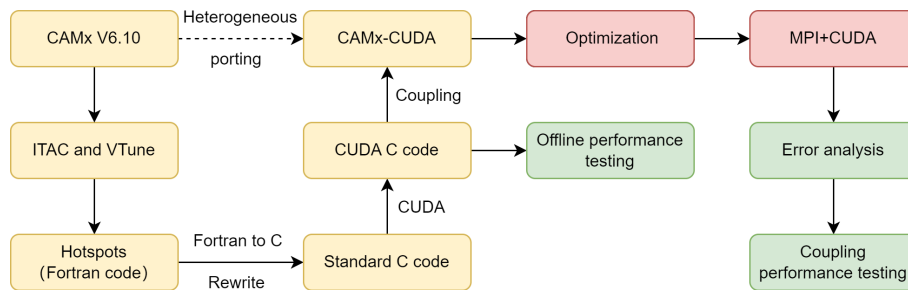 CAMx V6.10
Heterogeneous
porting
CAMx-CUDA
Optimization
MPI+CUDA
Coupling
ITAC and VTune
CUDA C code
Offline performance
testing
Error analysis
CUDA
Hotspots
(Fortran code)
Fortran to C
Rewrite
Standard C code
Coupling
performance testing